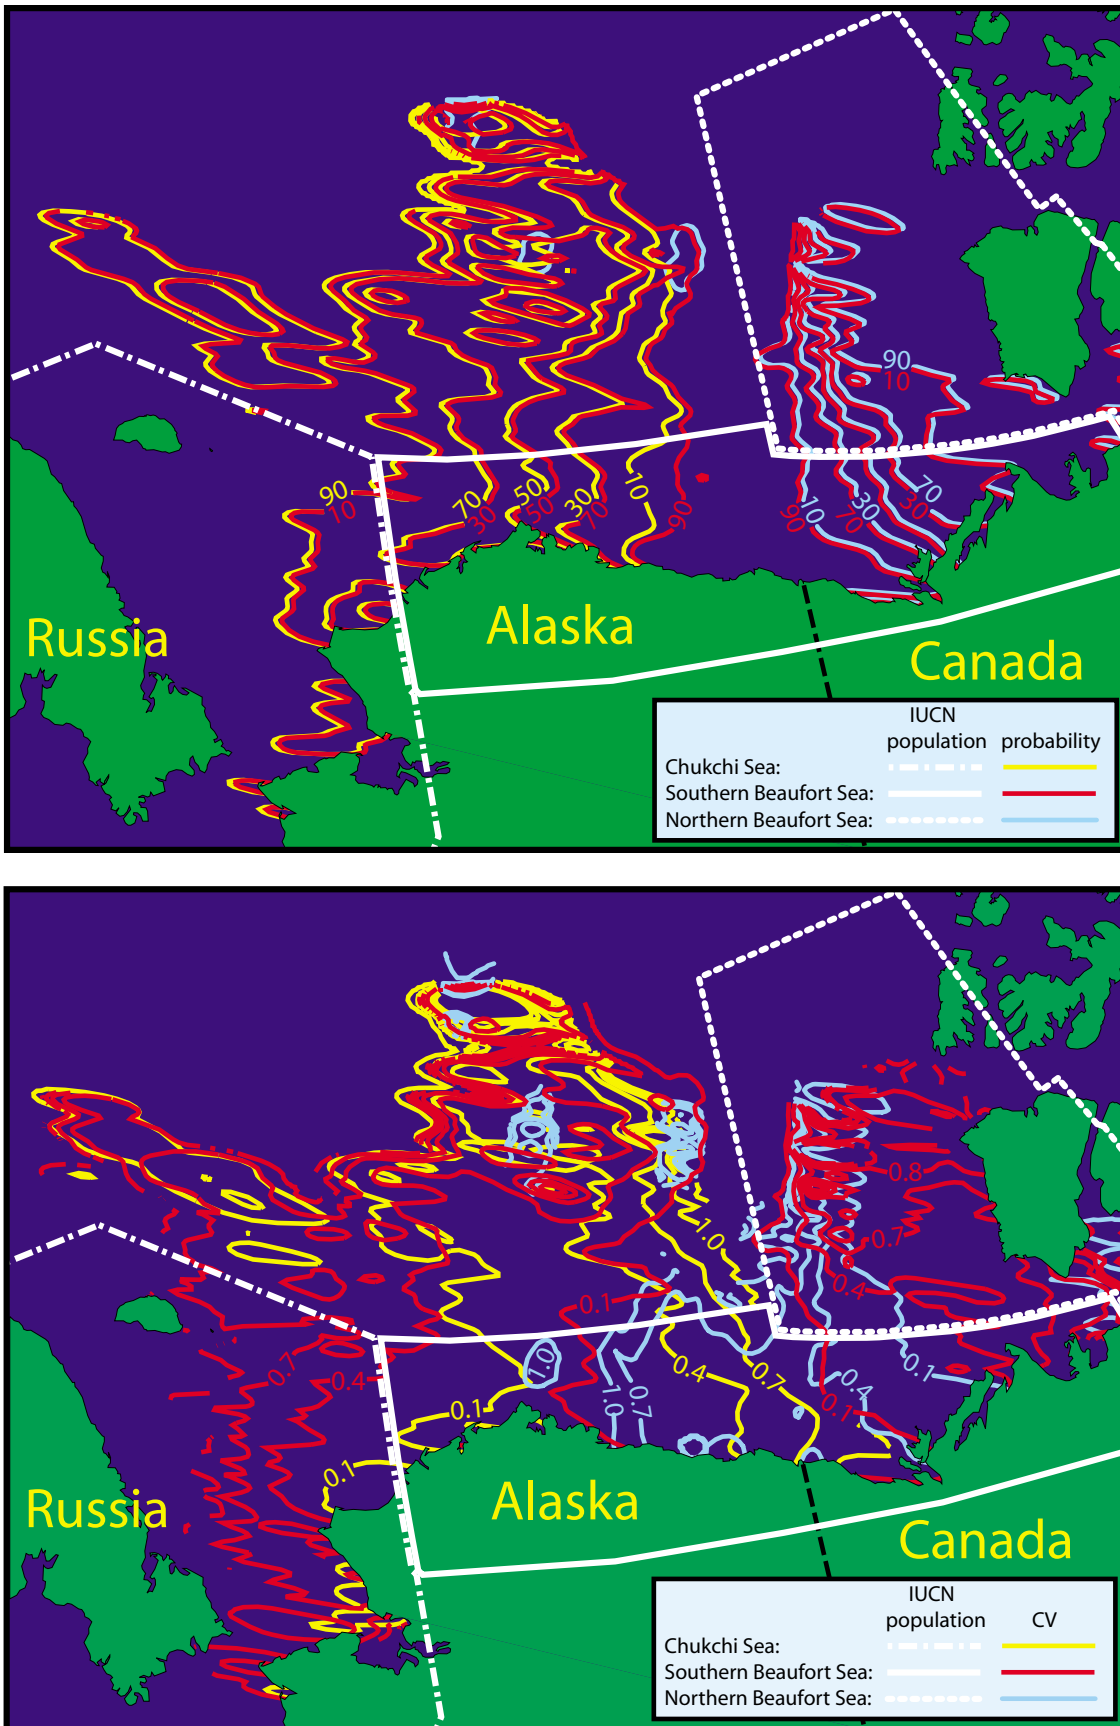 90
10
90
10
70
30
50
50
30
70
10
90
10
90
30
70
70
30
Russia
Alaska
Canada
IUCN
population probability
Chukchi Sea:
Southern Beaufort Sea:
Northern Beaufort Sea:
0.8
0.7
1.0
0.4
0.1
0.7
0.4
1.0
0.4
0.7
0.1
0.4
0.1
0.1
1.0
0.7
0.1
Russia
Alaska
Canada
IUCN
population CV
Chukchi Sea:
Southern Beaufort Sea:
Northern Beaufort Sea: